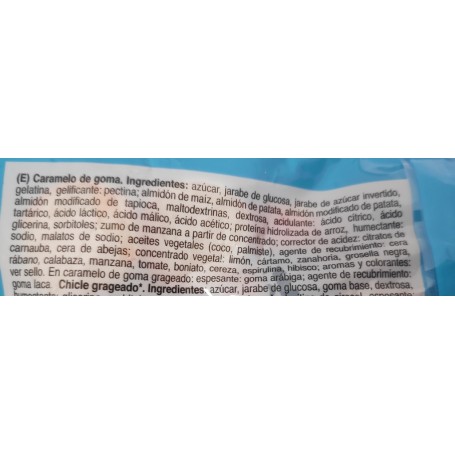 (E) Caramelo de goma. Ingredientes: azúcar, jarabe de glucosa, jarabe de azúcar invertido,
gelatina, gelificante: pectina; almidón de maiz, almidón de patata, almidón modificado de patata,
almidón modificado de tapioca, maltodextrinas, dextrosa, acidulante: ácido cítrico, ácido
tartárico, ácido láctico, ácido málico, ácido acético; proteína hidrolizada de arroz, humectante:
glicerina, sorbitoles; zumo de manzana a partir de concentrado; corrector de acidez: citratos de
sodio, malatos de sodio; aceites vegetales (coco, palmiste), agente de recubrimiento: cera
carnauba, cera de abejas; concentrado vegetal: limón, cártamo, zanahoria, grosella negra,
rábano, calabaza, manzana, tomate, boniato, cereza, espirulina, hibisco; aromas y colorantes:
ver sello. En caramelo de goma grageado: espesante: goma arábiga; agente de recubrimiento:
goma laca. Chicle grageado*. Ingredientes: azúcar, jarabe de glucosa, goma base, dextrosa,